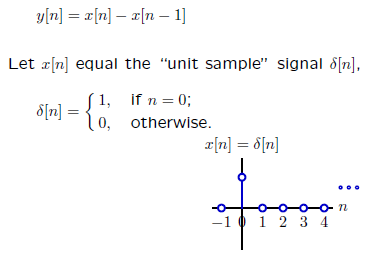 y[n] = x[n] − x[n − 1]
Let x[n] equal the “unit sample” signal δ[n],
δ[n] = { 1, if n = 0;
0, otherwise.
x[n] = δ[n]
n
−1 0 1 2 3 4